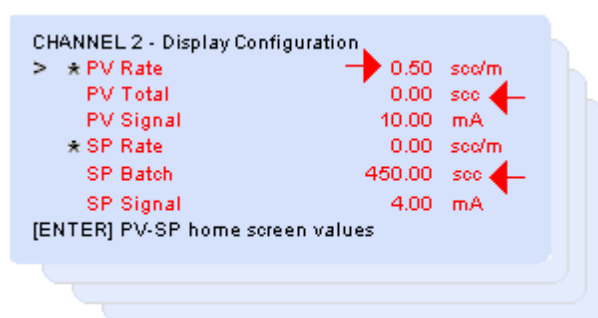 CHANNEL 2 - Display Configuration
> * PV Rate 0.50 scc/m
PV Total 0.00 scc
PV Signal 10.00 mA
* SP Rate 0.00 scc/m
SP Batch 450.00 scc
SP Signal 4.00 mA
[ENTER] PV-SP home screen values